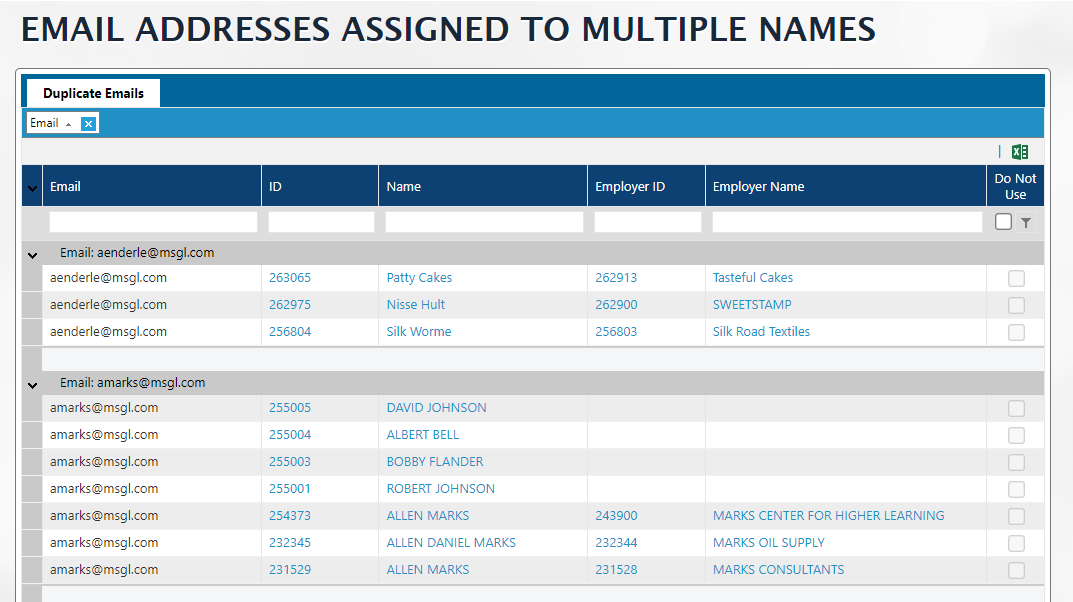 EMAIL ADDRESSES ASSIGNED TO MULTIPLE NAMES
Duplicate Emails
Email
Email ID Name Employer ID Employer Name Do Not Use
Email: aenderle@msgl.com
aenderle@msgl.com 263065 Patty Cakes 262913 Tasteful Cakes
aenderle@msgl.com 262975 Nisse Hult 262900 SWEETSTAMP
aenderle@msgl.com 256804 Silk Worme 256803 Silk Road Textiles
Email: amarks@msgl.com
amarks@msgl.com 255005 DAVID JOHNSON
amarks@msgl.com 255004 ALBERT BELL
amarks@msgl.com 255003 BOBBY FLANDER
amarks@msgl.com 255001 ROBERT JOHNSON
amarks@msgl.com 254373 ALLEN MARKS 243900 MARKS CENTER FOR HIGHER LEARNING
amarks@msgl.com 232345 ALLEN DANIEL MARKS 232344 MARKS OIL SUPPLY
amarks@msgl.com 231529 ALLEN MARKS 231528 MARKS CONSULTANTS